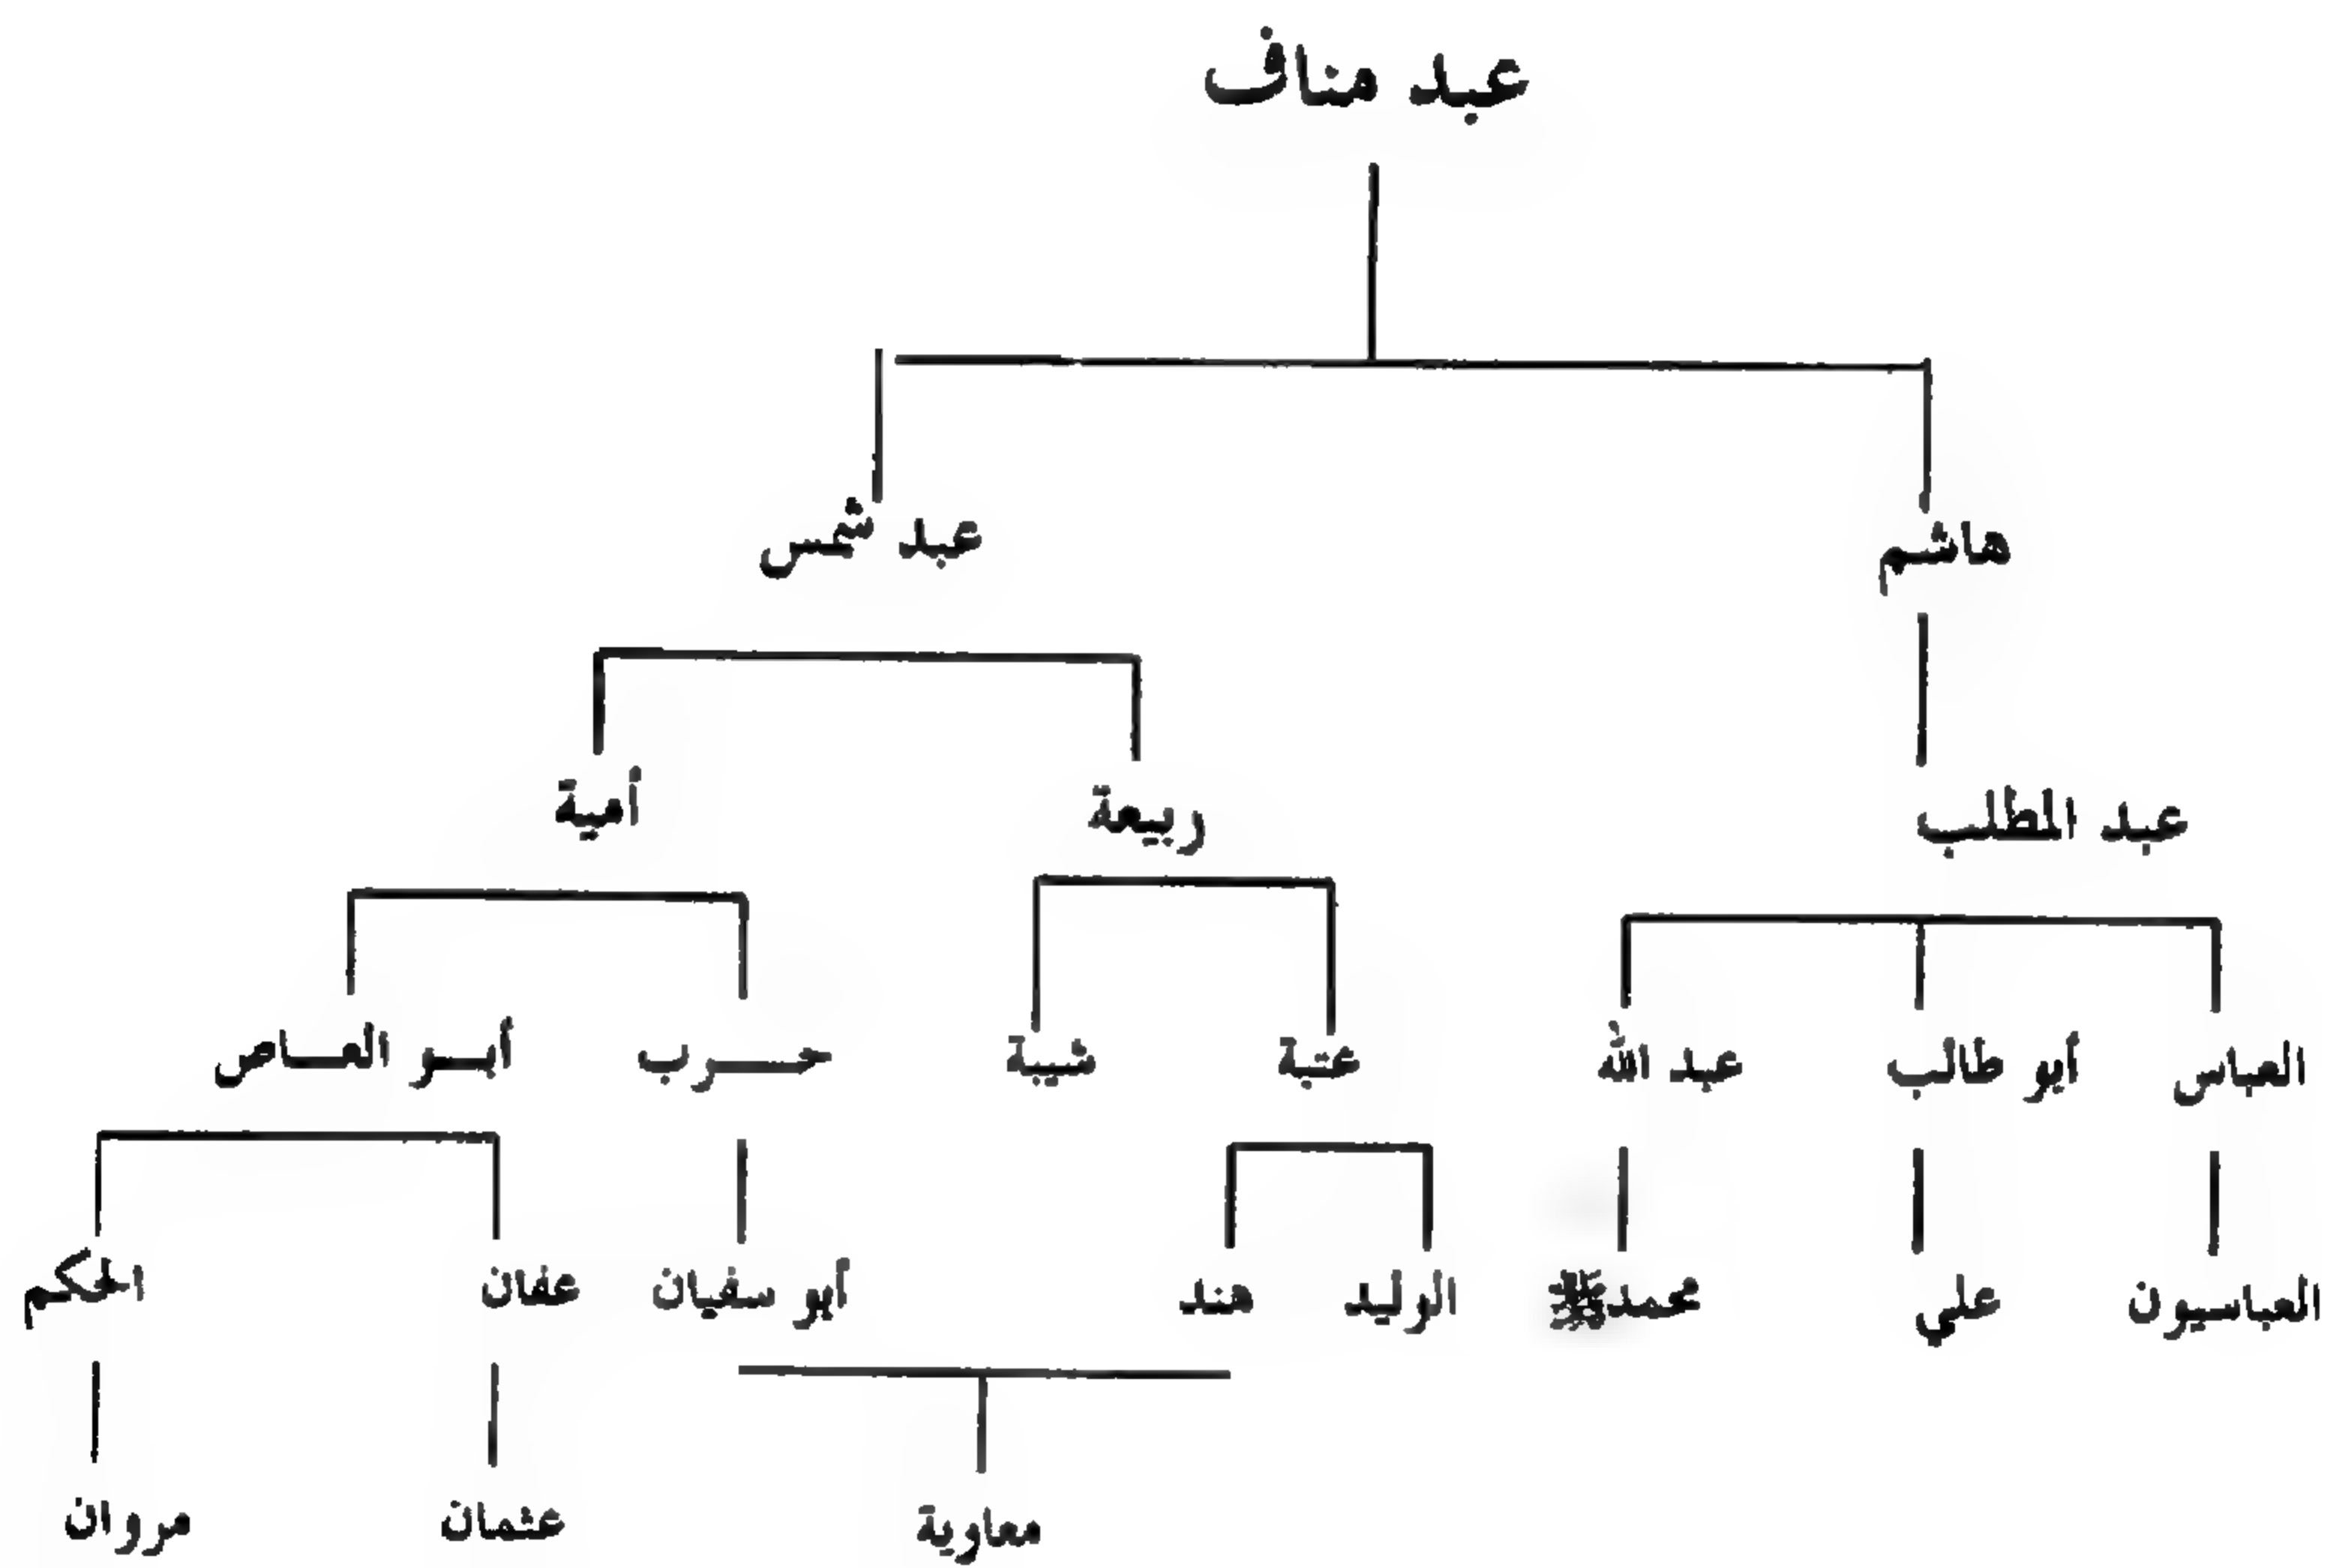 عبد مناف
هاشم
عبد شمس
عبد المطلب
ربيعة
أمية
العباس
أبو طالب
عبد الله
عتبة
شيبة
حرب
أبو العاص
العباسيون
علي
محمد ﷺ
الوليد
هند
أبو سفيان
عفان
الحكم
معاوية
عثمان
مروان